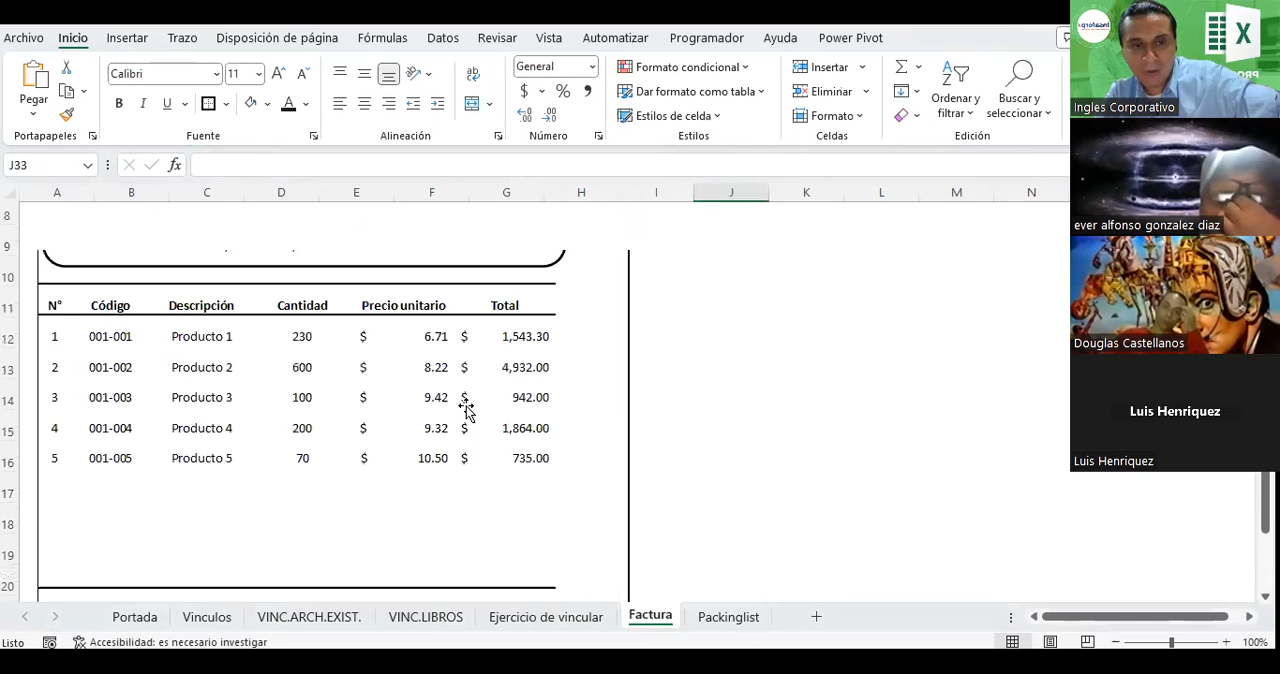 Archivo Inicio Insertar Trazo Disposición de página Fórmulas Datos Revisar Vista Automatizar Programador Ayuda Power Pivot
Calibri 11 General Formato condicional Insertar
Pegar N K S $ % Dar formato como tabla Eliminar Ordenar y filtrar Buscar y seleccionar
Estilos de celda Formato
Portapapeles Fuente Alineación Número Estilos Celdas Edición
J33 fx
A B C D E F G H I J K L M N
8
9
10
11 N° Código Descripción Cantidad Precio unitario Total
12 1 001-001 Producto 1 230 $ 6.71 $ 1,543.30
13 2 001-002 Producto 2 600 $ 8.22 $ 4,932.00
14 3 001-003 Producto 3 100 $ 9.42 $ 942.00
15 4 001-004 Producto 4 200 $ 9.32 $ 1,864.00
16 5 001-005 Producto 5 70 $ 10.50 $ 735.00
17
18
19
20
Portada Vinculos VINC.ARCH.EXIST. VINC.LIBROS Ejercicio de vincular Factura Packinglist
Listo Accesibilidad: es necesario investigar 100%
Ingles Corporativo
ever alfonso gonzalez diaz
Douglas Castellanos
Luis Henriquez
Luis Henriquez